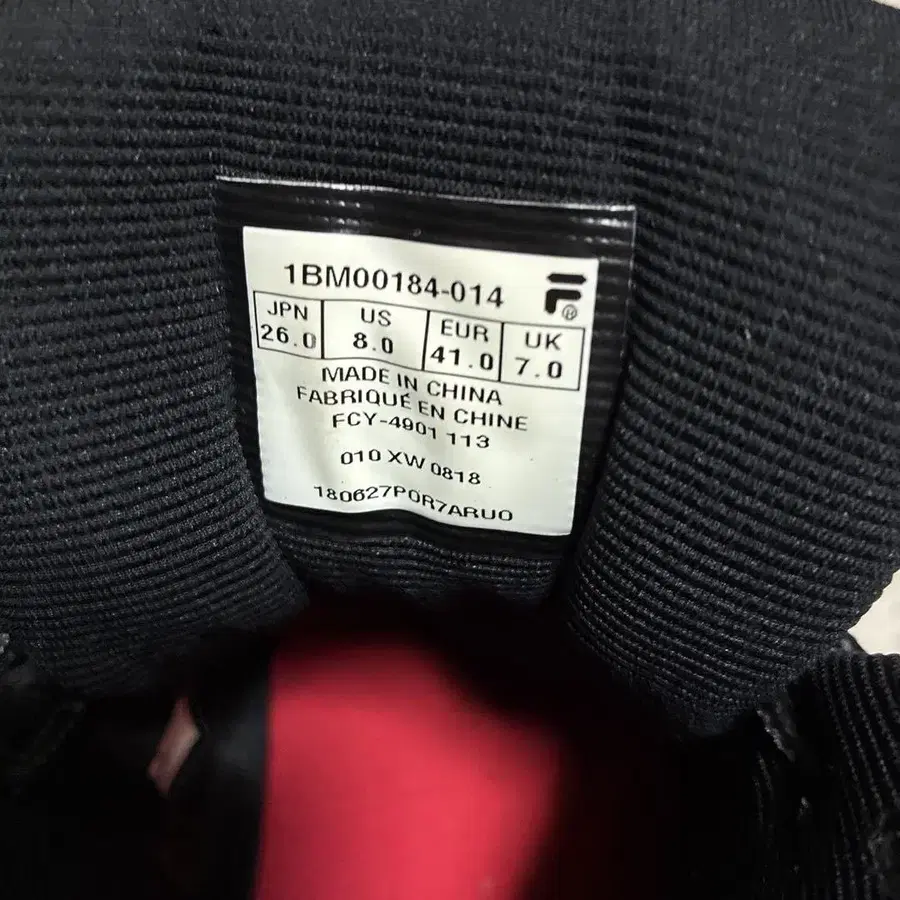 1BM00184-014
JPN US EUR UK
26.0 8.0 41.0 7.0
MADE IN CHINA
FABRIQUÉ EN CHINE
FCY-4901 113
010 XW 0818
180627P0R7ARU0